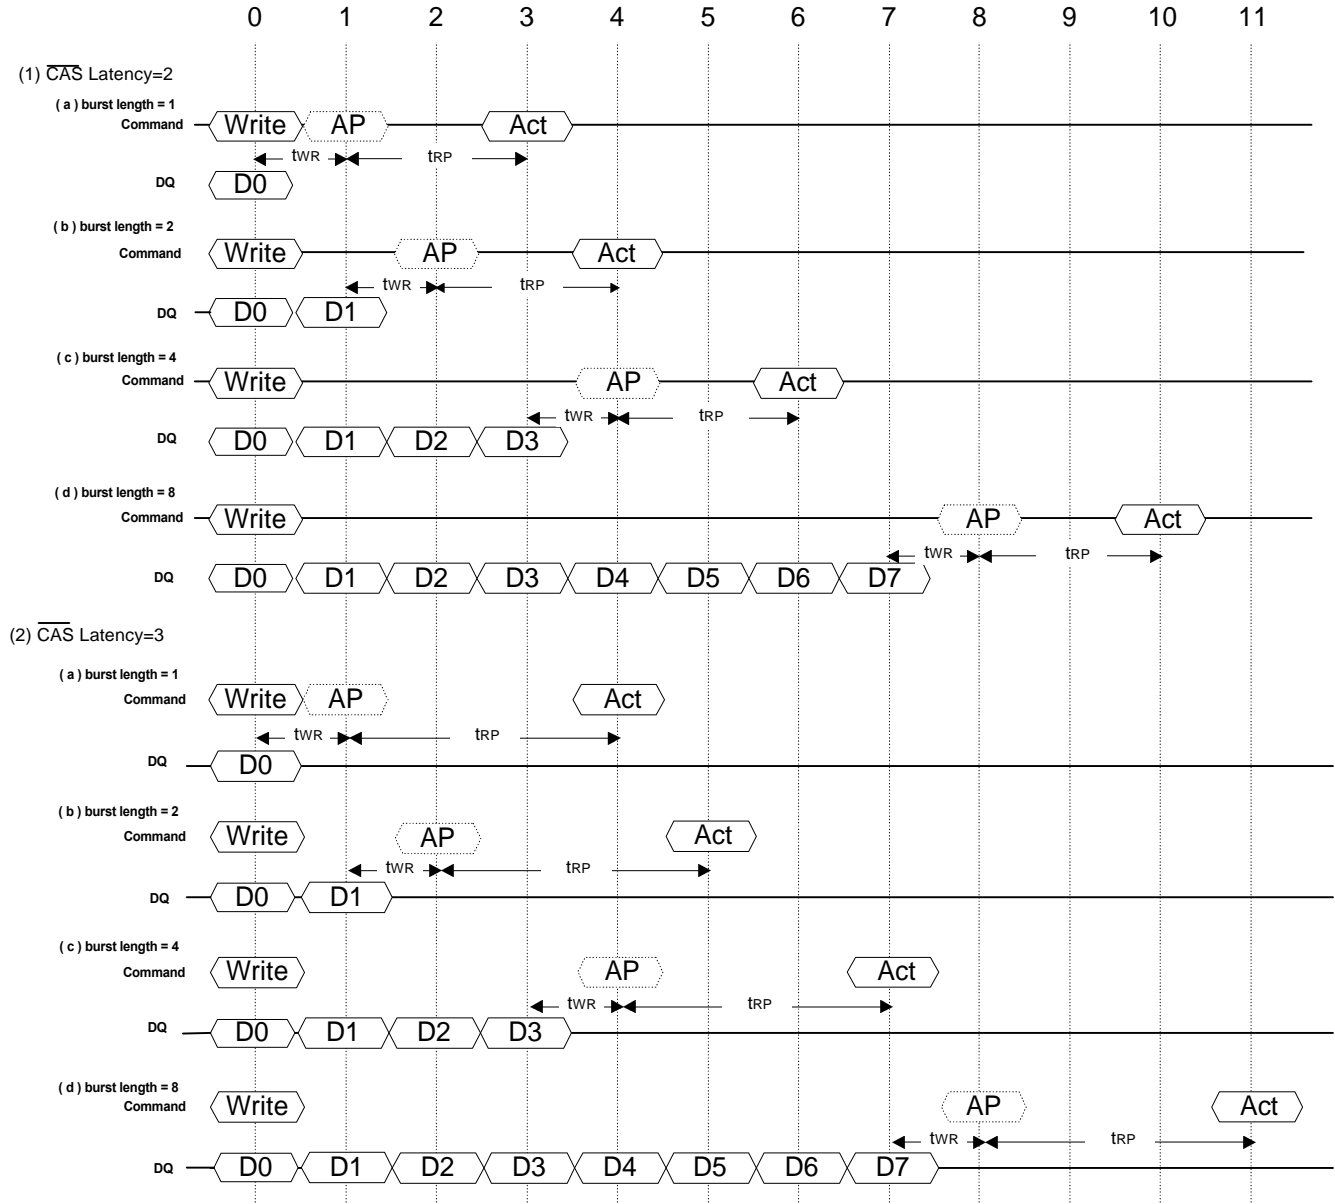 0 1 2 3 4 5 6 7 8 9 10 11
(1) CAS Latency=2
( a ) burst length = 1
Command Write AP Act
tWR tRP
DQ D0
( b ) burst length = 2
Command Write AP Act
tWR tRP
DQ D0 D1
( c ) burst length = 4
Command Write AP Act
tWR tRP
DQ D0 D1 D2 D3
( d ) burst length = 8
Command Write AP Act
tWR tRP
DQ D0 D1 D2 D3 D4 D5 D6 D7
(2) CAS Latency=3
( a ) burst length = 1
Command Write AP Act
tWR tRP
DQ D0
( b ) burst length = 2
Command Write AP Act
tWR tRP
DQ D0 D1
( c ) burst length = 4
Command Write AP Act
tWR tRP
DQ D0 D1 D2 D3
( d ) burst length = 8
Command Write AP Act
tWR tRP
DQ D0 D1 D2 D3 D4 D5 D6 D7